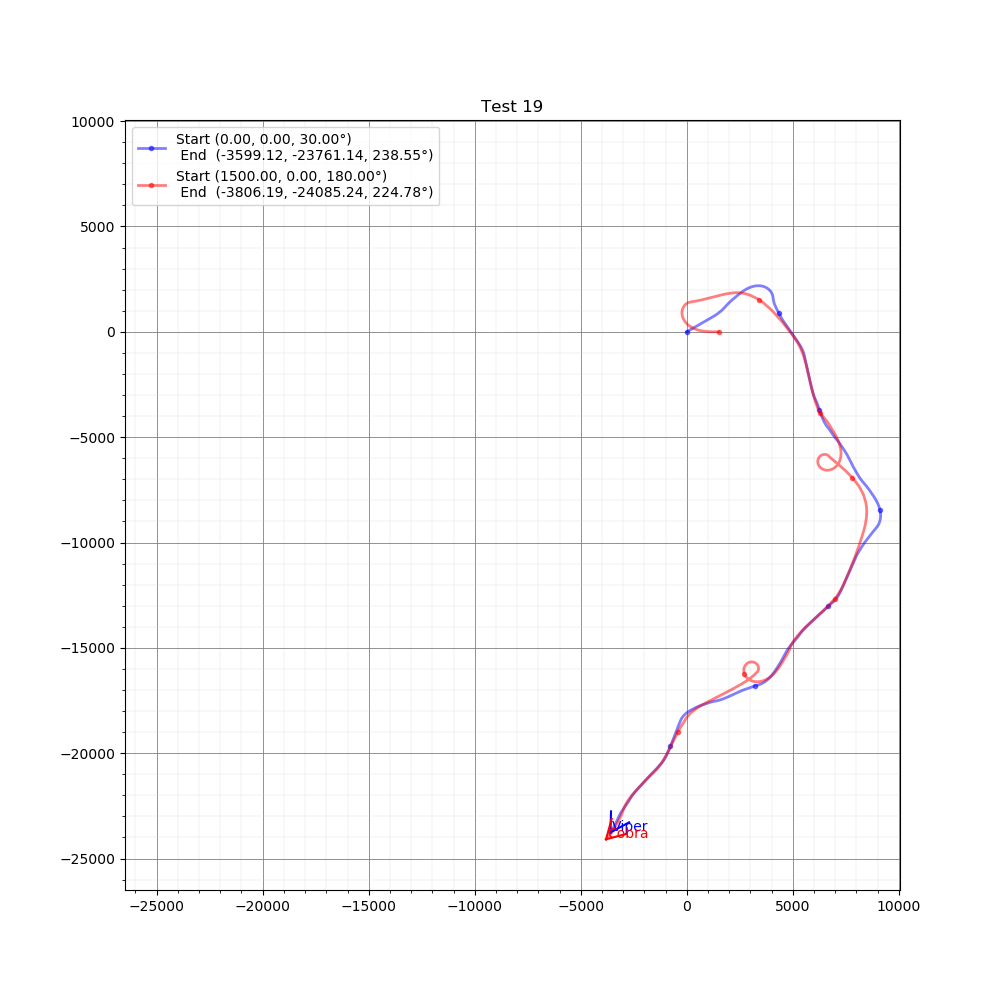 Test 19
10000
5000
0
−5000
−10000
−15000
−20000
−25000
Start (0.00, 0.00, 30.00°)
End (-3599.12, -23761.14, 238.55°)
Start (1500.00, 0.00, 180.00°)
End (-3806.19, -24085.24, 224.78°)
Viper
Cobra
−25000 −20000 −15000 −10000 −5000 0 5000 10000